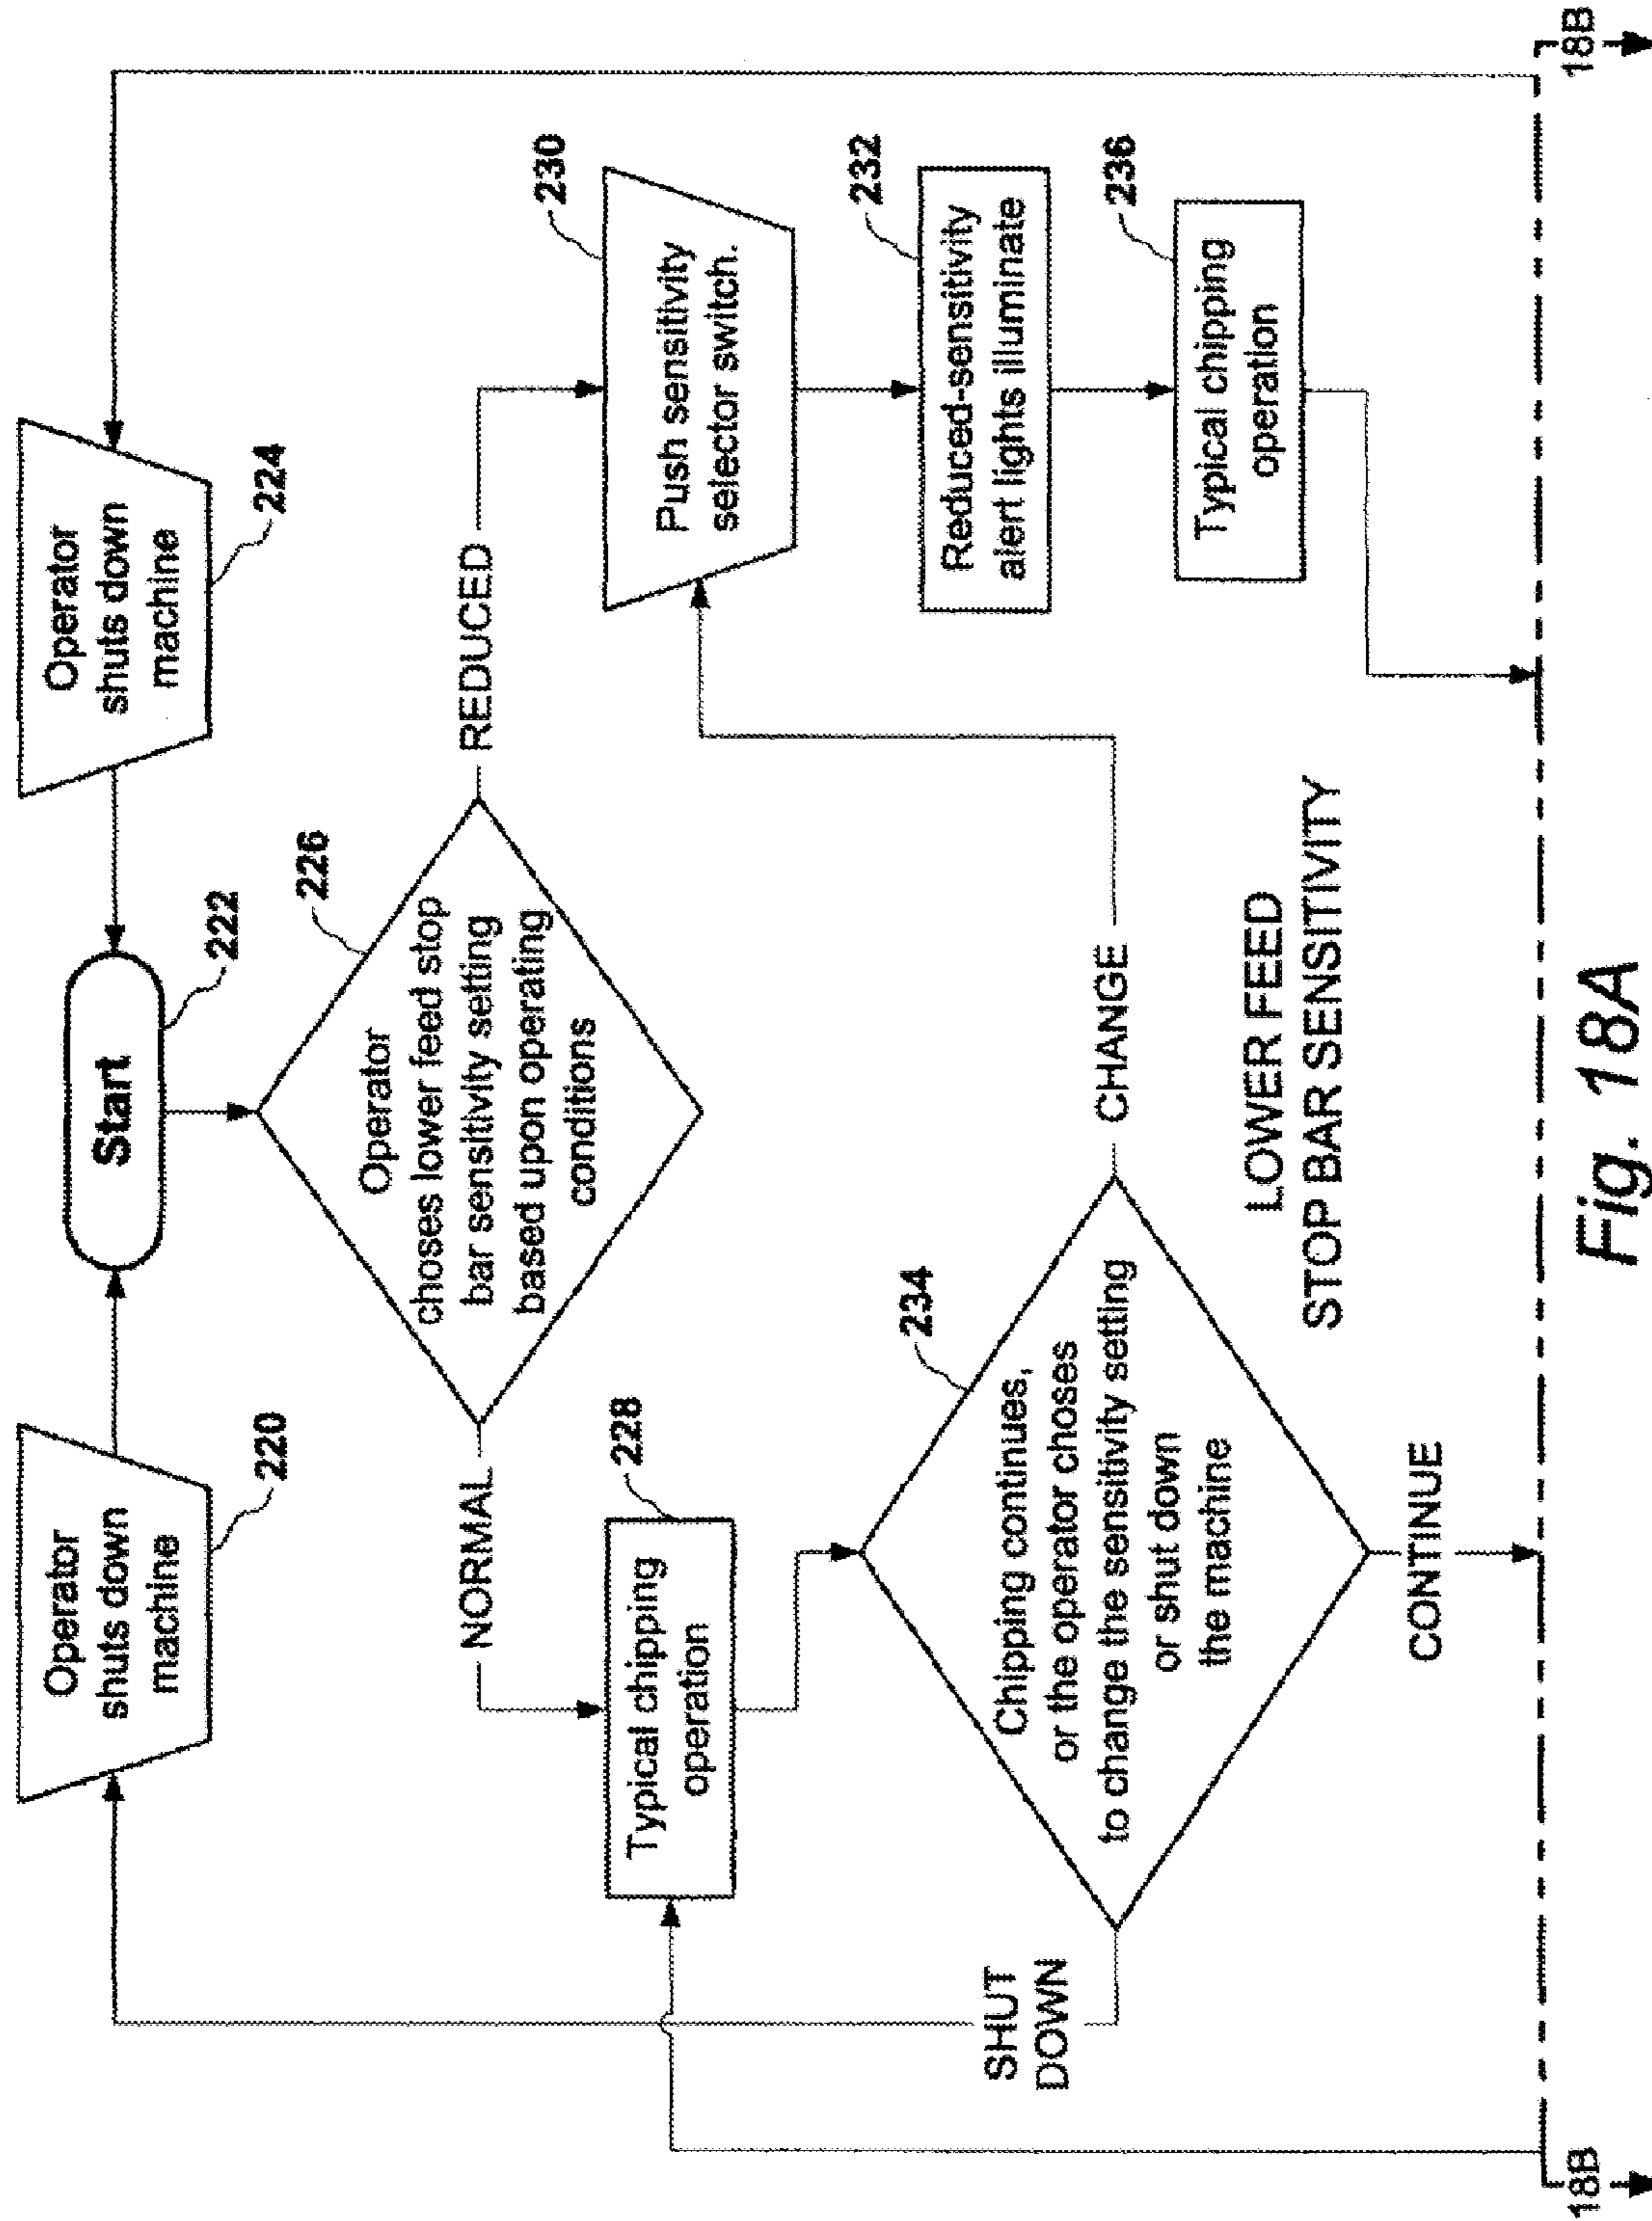 Operator
shuts down
machine
220
Start
222
Operator
shuts down
machine
224
Operator
choses lower feed stop
bar sensitivity setting
based upon operating
conditions
226
NORMAL
REDUCED
Typical chipping
operation
228
Push sensitivity
selector switch.
230
Reduced-sensitivity
alert lights illuminate
232
Chipping continues,
or the operator choses
to change the sensitivity setting
or shut down
the machine
234
SHUT
DOWN
CHANGE
CONTINUE
Typical chipping
operation
236
LOWER FEED
STOP BAR SENSITIVITY
18B
18B
Fig. 18A